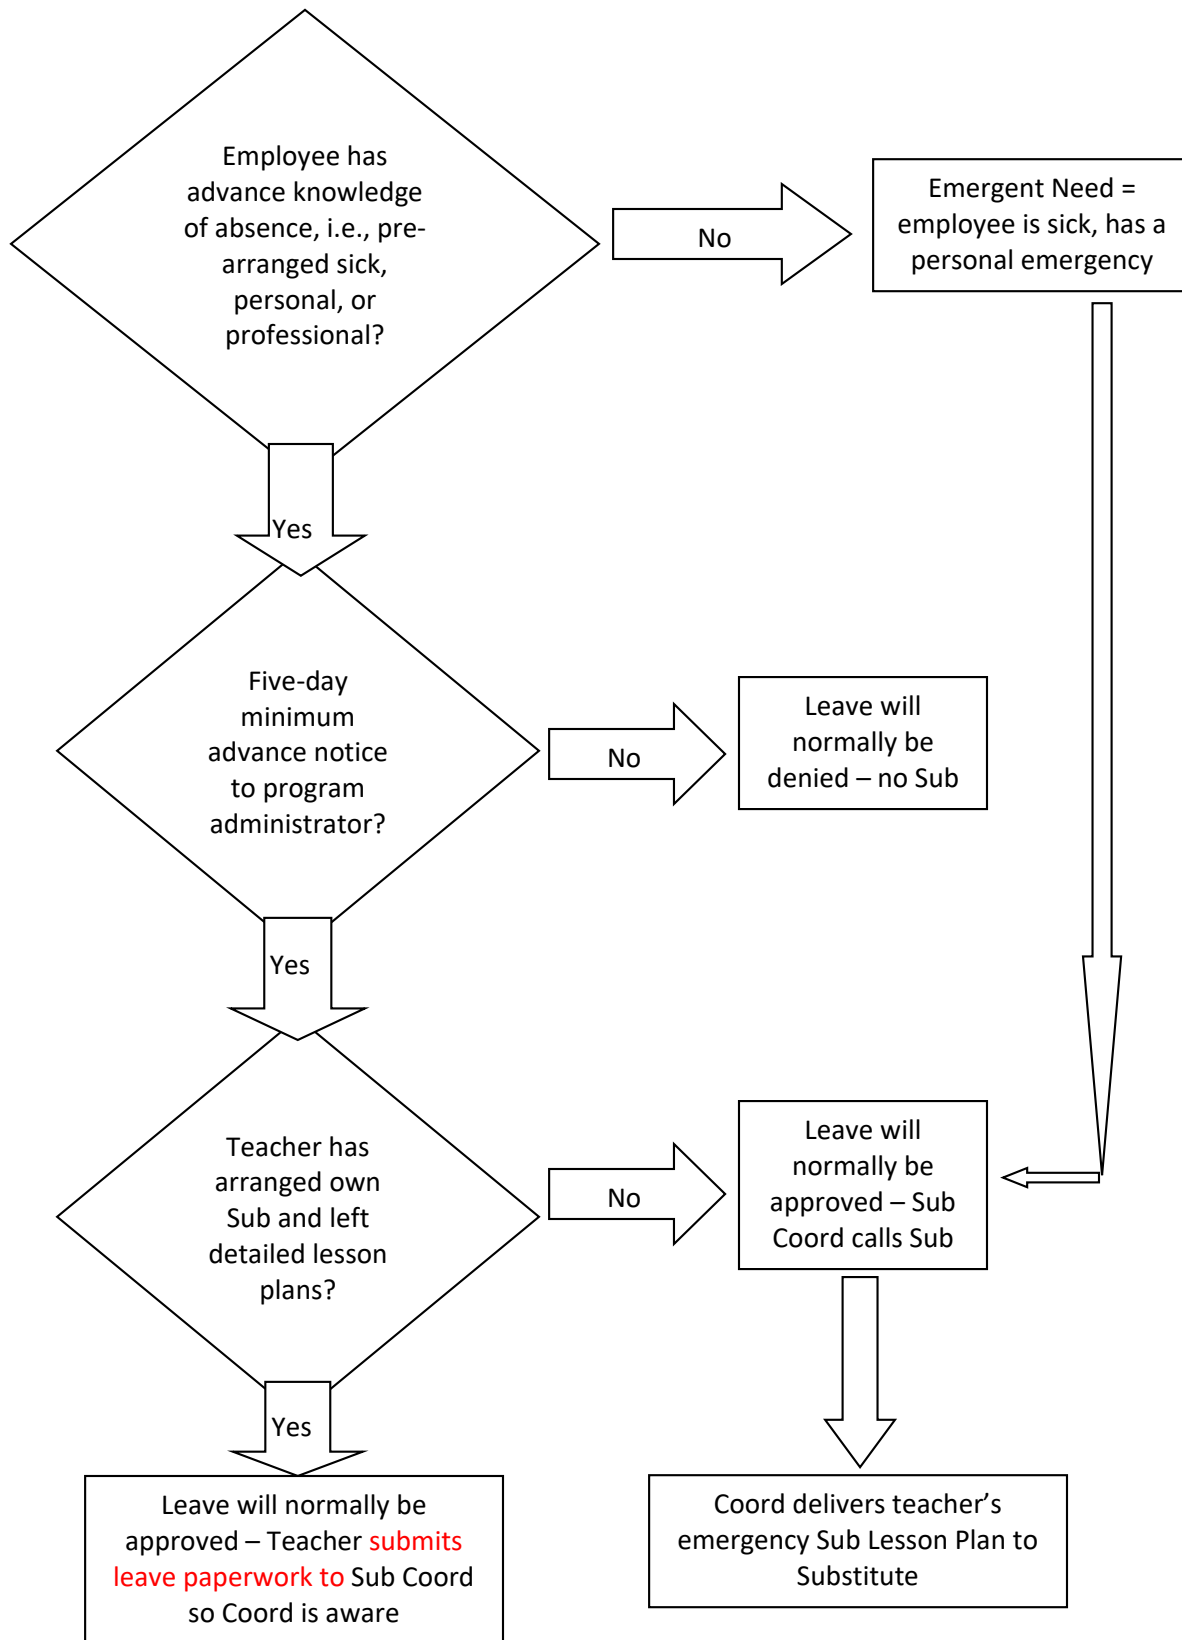 Employee has
advance knowledge
of absence, i.e., pre-
arranged sick,
personal, or
professional?
No
Emergent Need =
employee is sick, has a
personal emergency
Yes
Five-day
minimum
advance notice
to program
administrator?
No
Leave will
normally be
denied – no Sub
Yes
Teacher has
arranged own
Sub and left
detailed lesson
plans?
No
Leave will
normally be
approved – Sub
Coord calls Sub
Yes
Leave will normally be
approved – Teacher submits
leave paperwork to Sub Coord
so Coord is aware
Coord delivers teacher’s
emergency Sub Lesson Plan to
Substitute